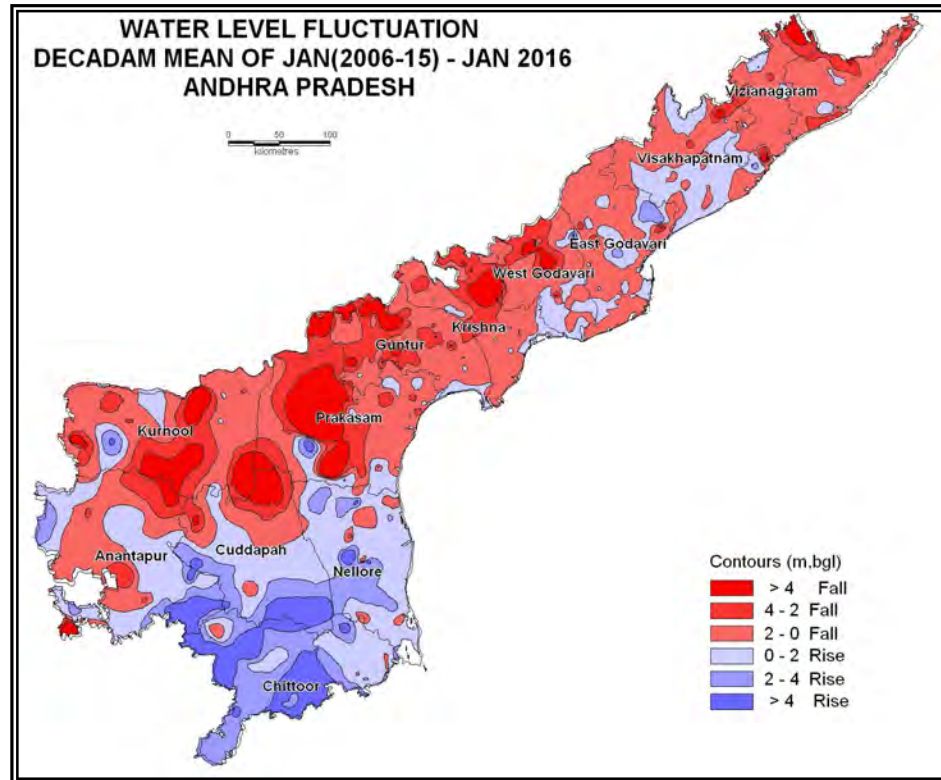 WATER LEVEL FLUCTUATION
DECADAM MEAN OF JAN(2006-15) - JAN 2016
ANDHRA PRADESH
0 50 100
kilometres
Vizianagaram
Visakhapatnam
East Godavari
West Godavari
Krishna
Guntur
Prakasam
Kurnool
Anantapur
Cuddapah
Nellore
Chittoor
Contours (m,bgl)
> 4 Fall
4 - 2 Fall
2 - 0 Fall
0 - 2 Rise
2 - 4 Rise
> 4 Rise